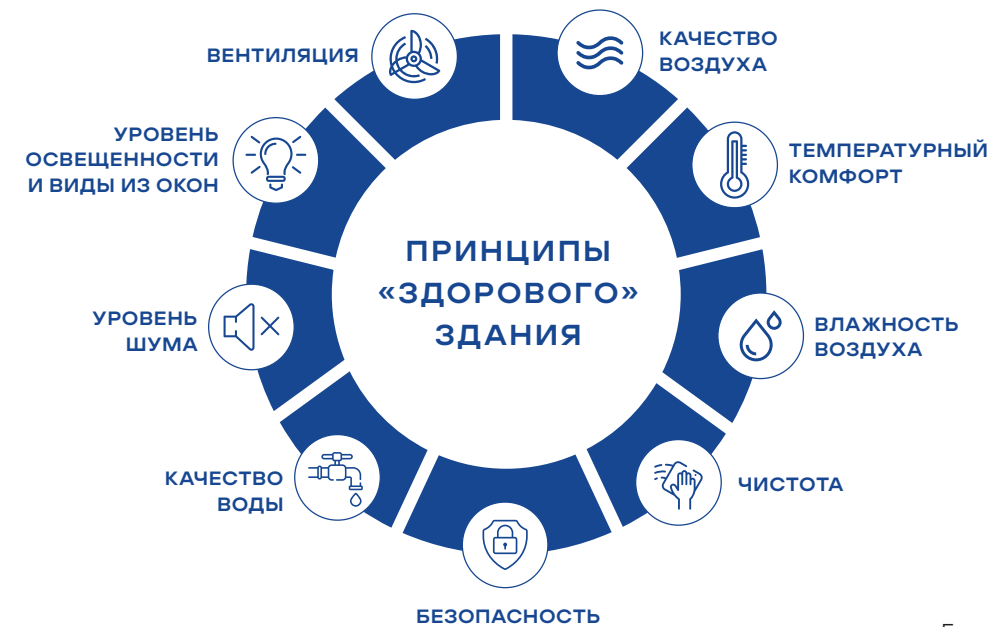 ПРИНЦИПЫ
«ЗДОРОВОГО»
ЗДАНИЯ
КАЧЕСТВО
ВОЗДУХА
ТЕМПЕРАТУРНЫЙ
КОМФОРТ
ВЛАЖНОСТЬ
ВОЗДУХА
ЧИСТОТА
БЕЗОПАСНОСТЬ
КАЧЕСТВО
ВОДЫ
УРОВЕНЬ
ШУМА
УРОВЕНЬ
ОСВЕЩЕННОСТИ
И ВИДЫ ИЗ ОКОН
ВЕНТИЛЯЦИЯ